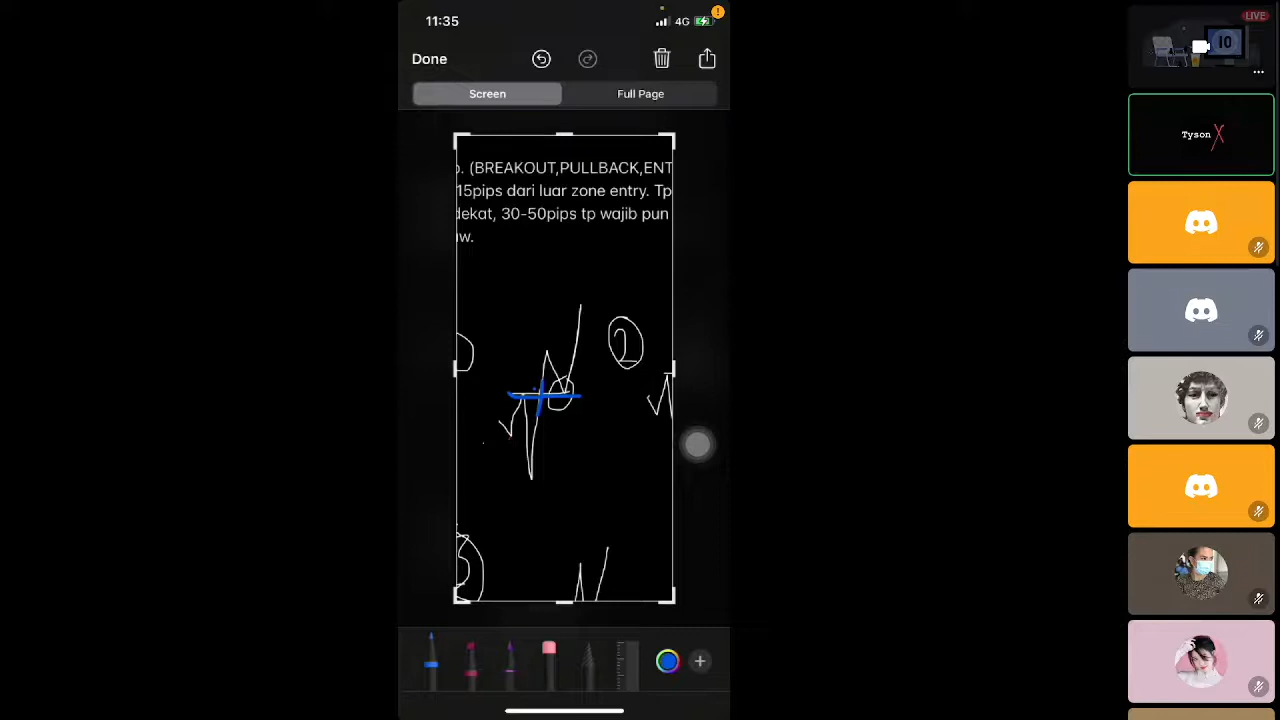 11:35
4G
!
LIVE
10
Done
Screen
Full Page
Tyson X
. (BREAKOUT,PULLBACK,ENT
15pips dari luar zone entry. Tp
dekat, 30-50pips tp wajib pun
w.
2